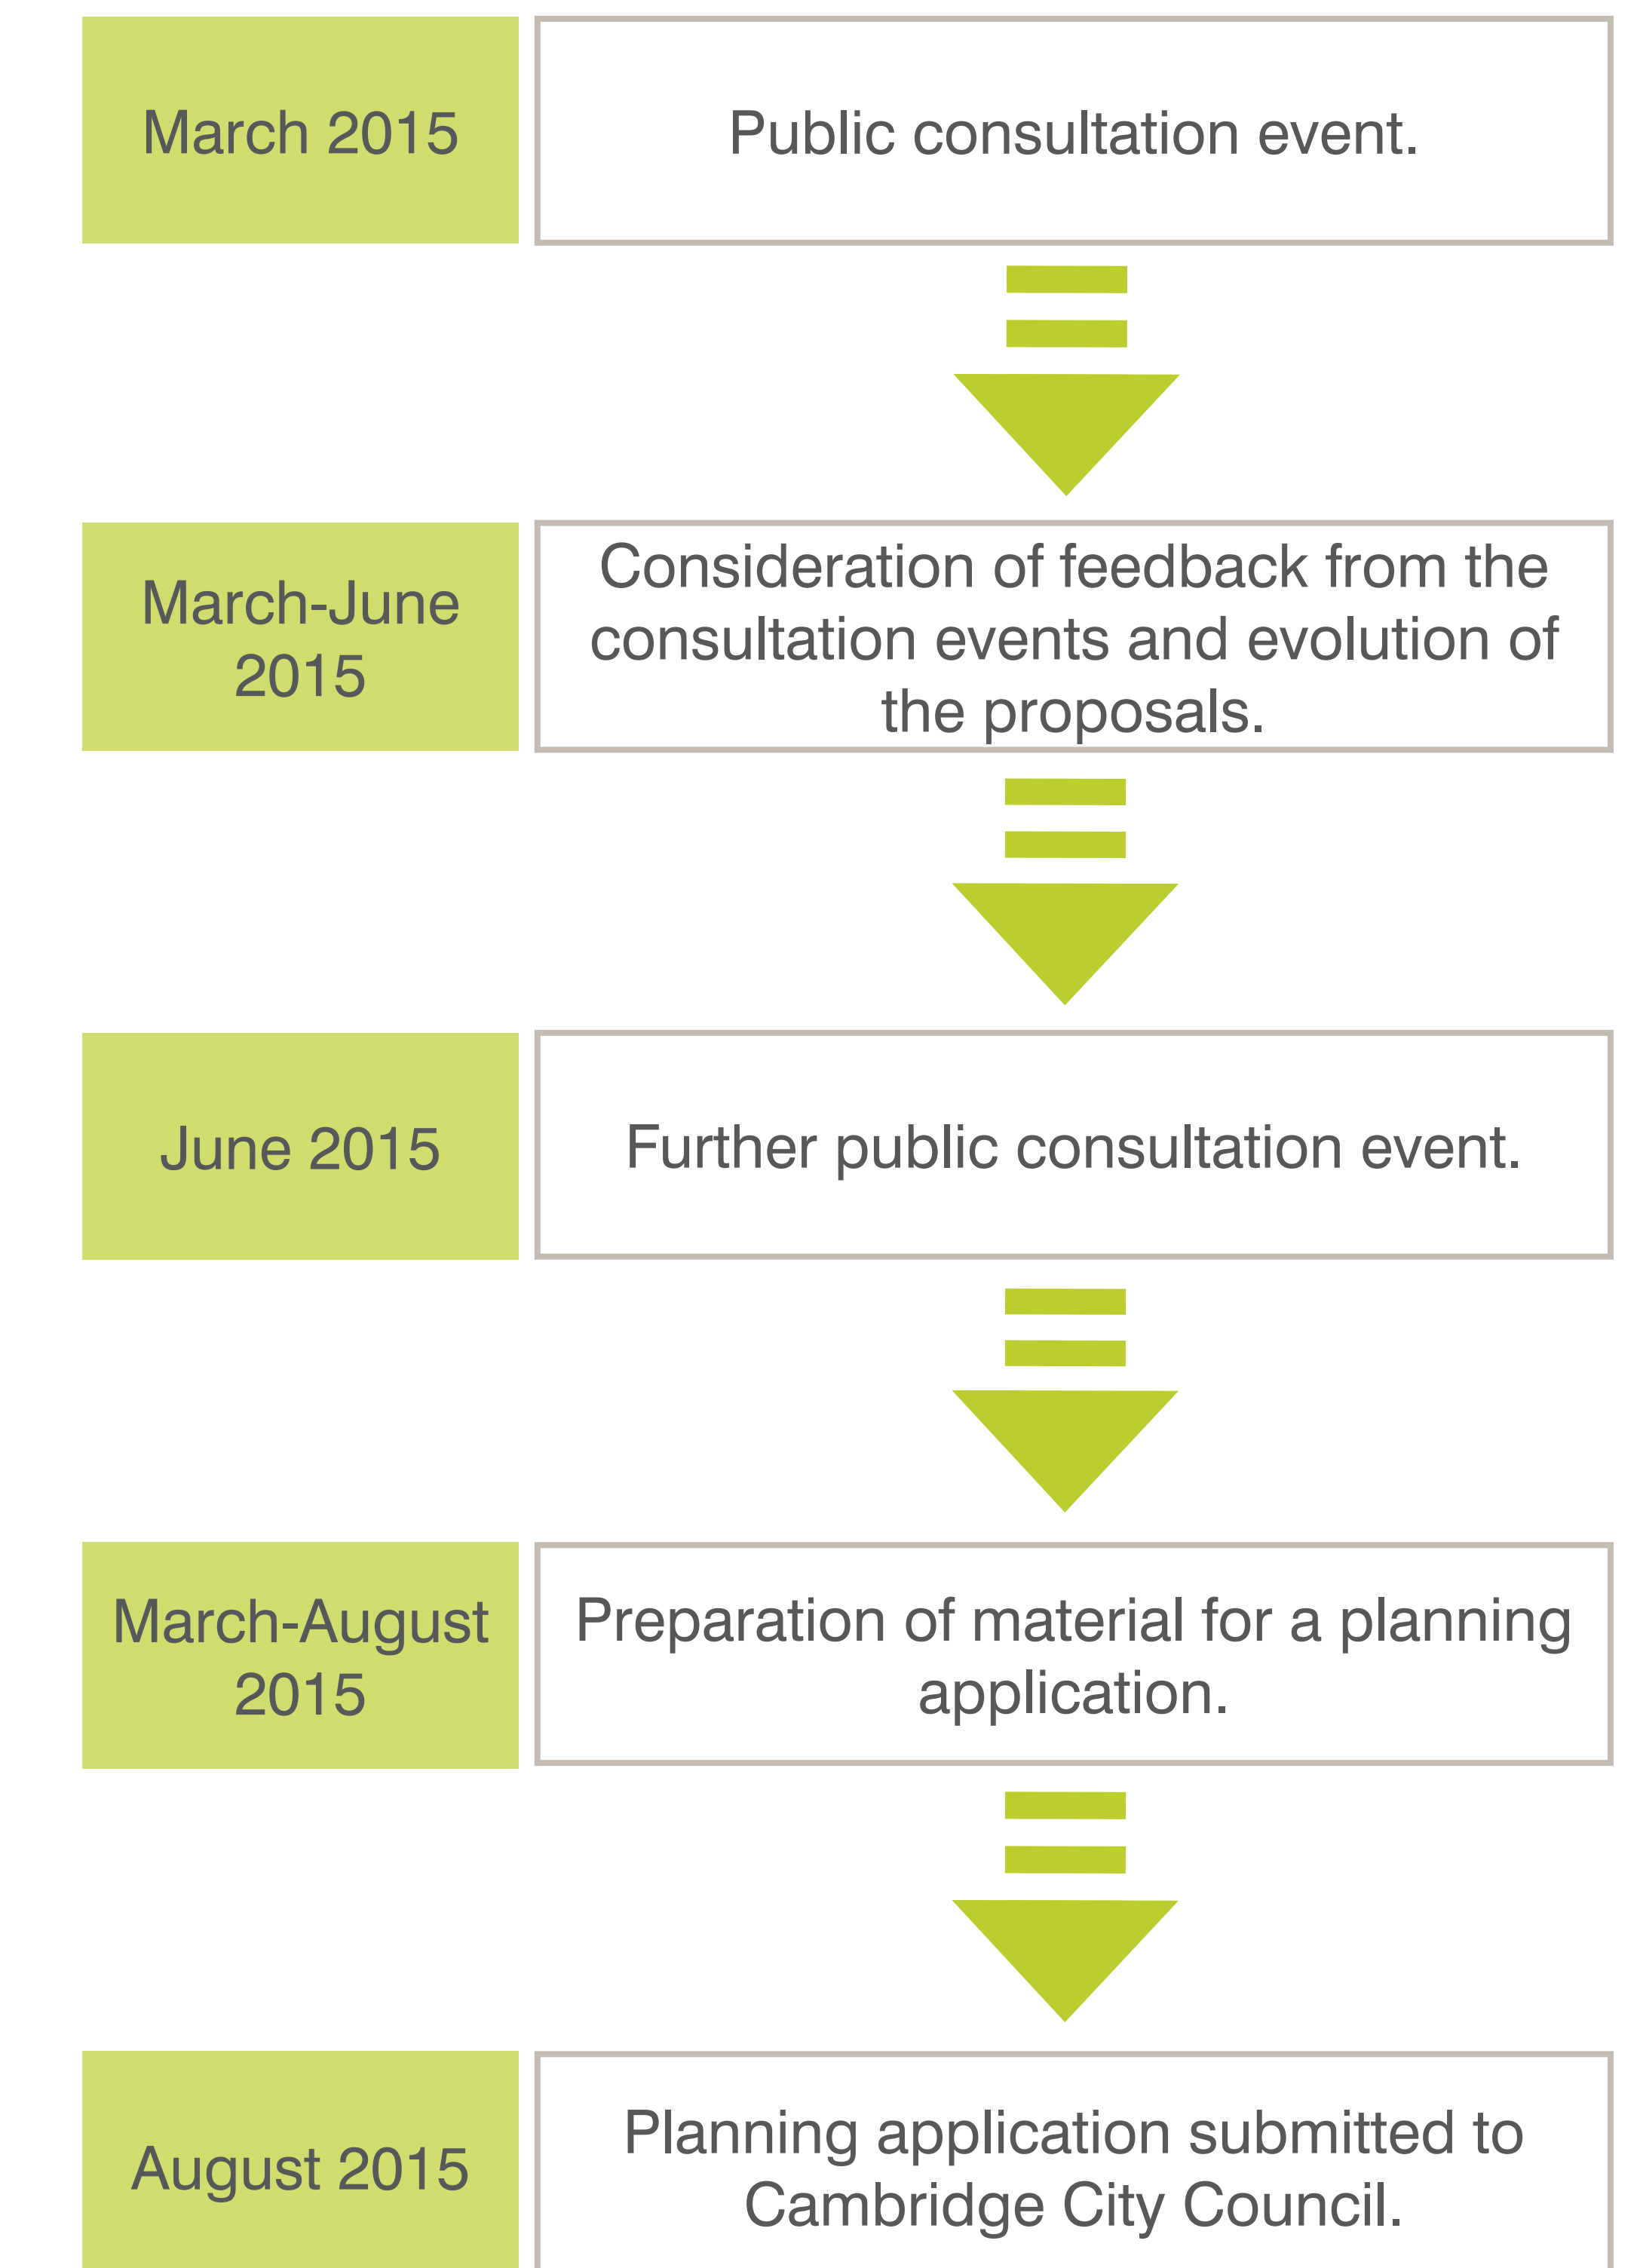 March 2015
Public consultation event.
March-June
2015
Consideration of feedback from the
consultation events and evolution of
the proposals.
June 2015
Further public consultation event.
March-August
2015
Preparation of material for a planning
application.
August 2015
Planning application submitted to
Cambridge City Council.